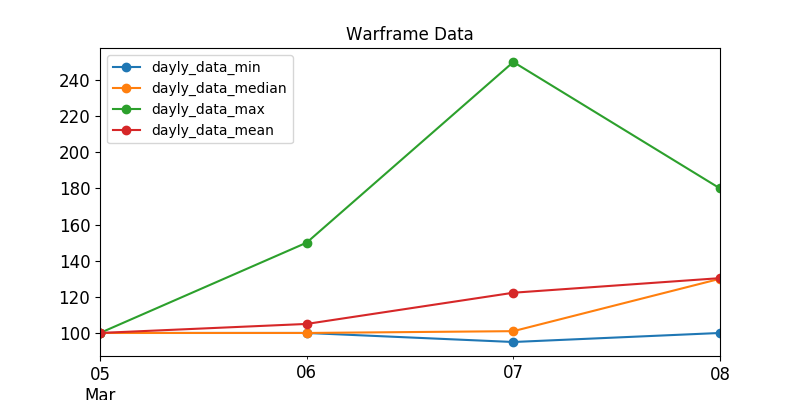 Warframe Data
dayly_data_min
dayly_data_median
dayly_data_max
dayly_data_mean
240
220
200
180
160
140
120
100
05 06 07 08
Mar